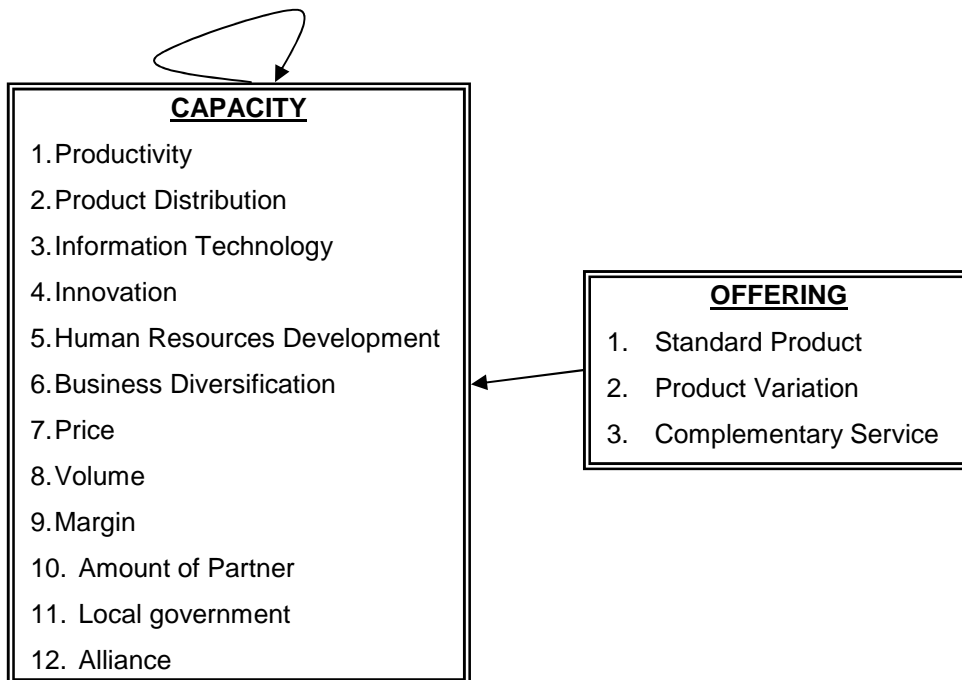 CAPACITY
1.Productivity
2.Product Distribution
3.Information Technology
4.Innovation
5.Human Resources Development
6.Business Diversification
7.Price
8.Volume
9.Margin
10. Amount of Partner
11. Local government
12. Alliance
OFFERING
1. Standard Product
2. Product Variation
3. Complementary Service